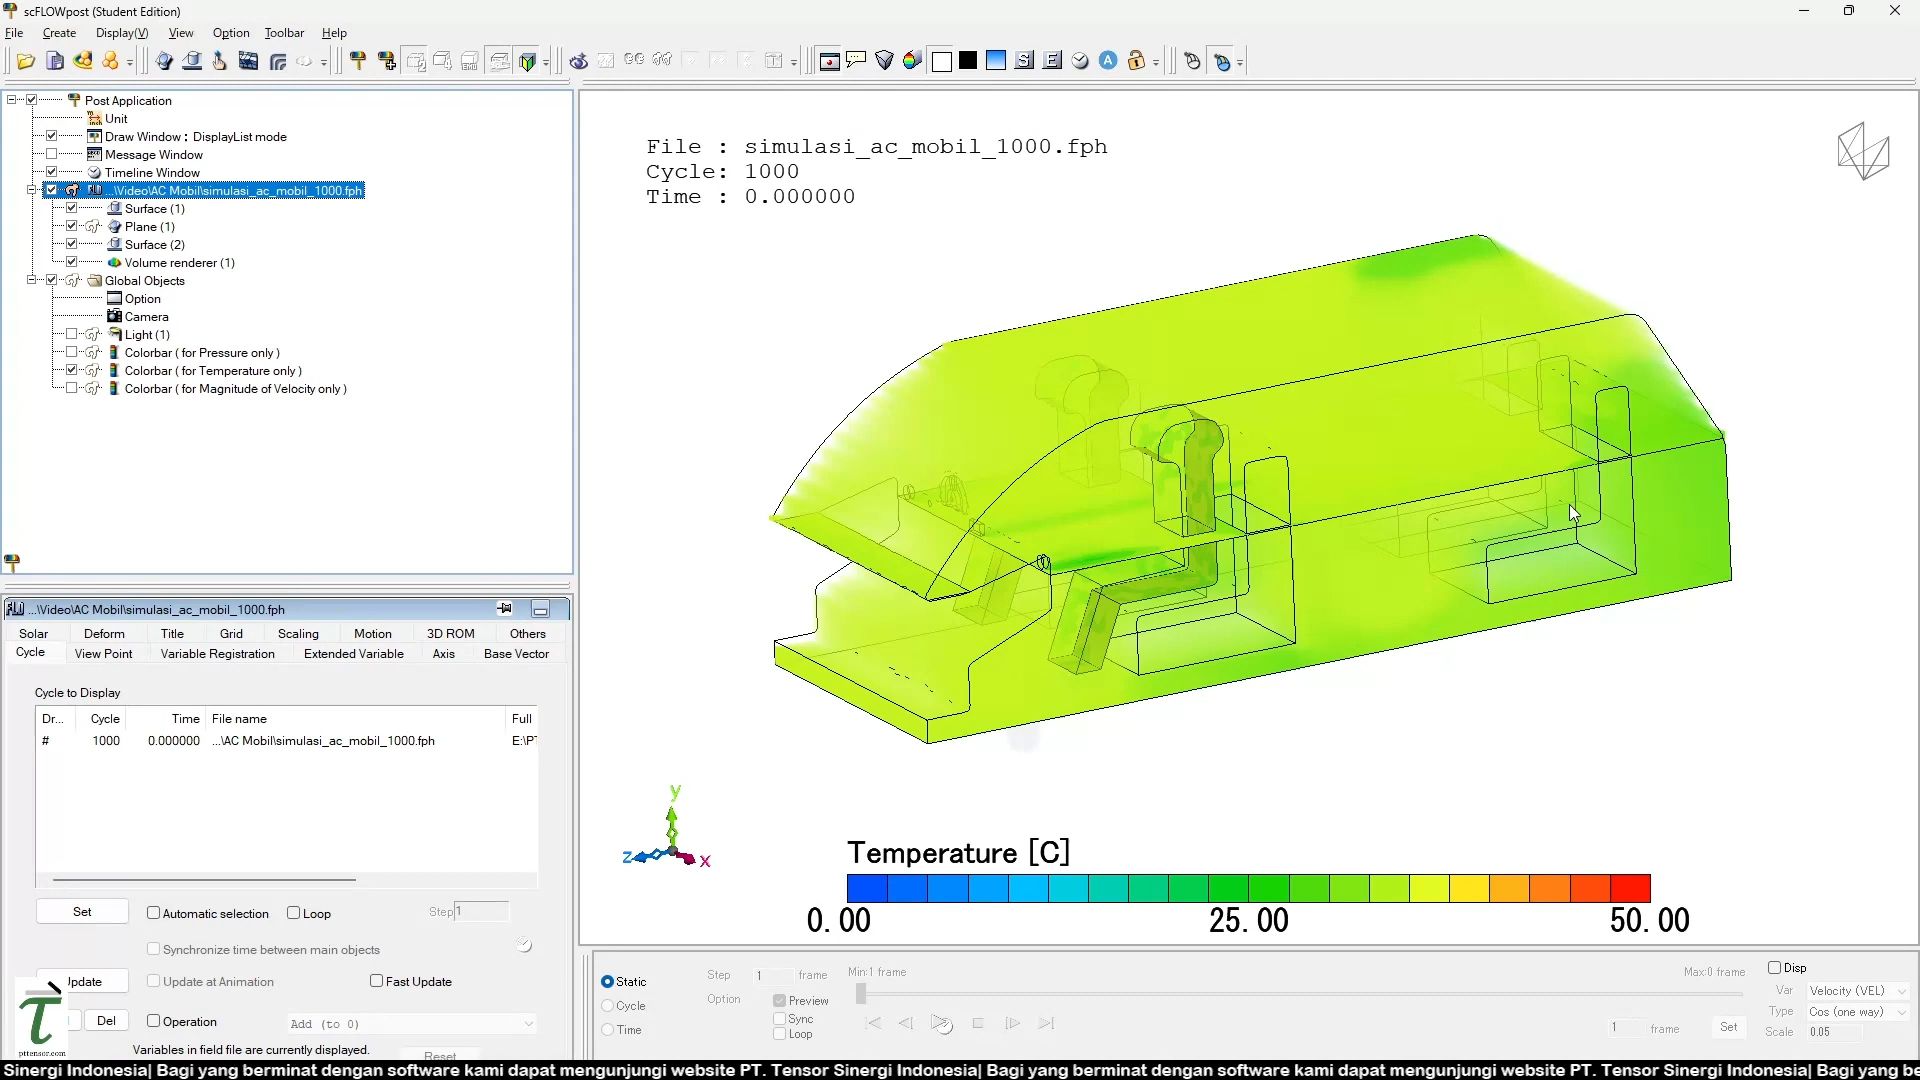 scFLOWpost (Student Edition)
File Create Display(V) View Option Toolbar Help
Post Application
Unit
Draw Window : DisplayList mode
Message Window
Timeline Window
...\Video\AC Mobil\simulasi_ac_mobil_1000.fph
Surface (1)
Plane (1)
Surface (2)
Volume renderer (1)
Global Objects
Option
Camera
Light (1)
Colorbar ( for Pressure only )
Colorbar ( for Temperature only )
Colorbar ( for Magnitude of Velocity only )
File : simulasi_ac_mobil_1000.fph
Cycle: 1000
Time : 0.000000
y
z
x
Temperature [C]
0.00 25.00 50.00
...\Video\AC Mobil\simulasi_ac_mobil_1000.fph
Solar Deform Title Grid Scaling Motion 3D ROM Others
Cycle View Point Variable Registration Extended Variable Axis Base Vector
Cycle to Display
Dr... Cycle Time File name Full
# 1000 0.000000 ...\AC Mobil\simulasi_ac_mobil_1000.fph E:\P
Set Automatic selection Loop Step 1
Synchronize time between main objects
Update at Animation Fast Update
Del Operation Add (to 0)
Variables in field file are currently displayed.
Reset
pttensor.com
Static
Cycle
Time
Step 1 frame
Option Preview
Sync
Loop
Min:1 frame Max:0 frame
1 frame Set
Disp
Var Velocity (VEL)
Type Cos (one way)
Scale 0.05
Sinergi Indonesia| Bagi yang berminat dengan software kami dapat mengunjungi website PT. Tensor Sinergi Indonesia| Bagi yang berminat dengan software kami dapat mengunjungi website PT. Tensor Sinergi Indonesia| Bagi yang be